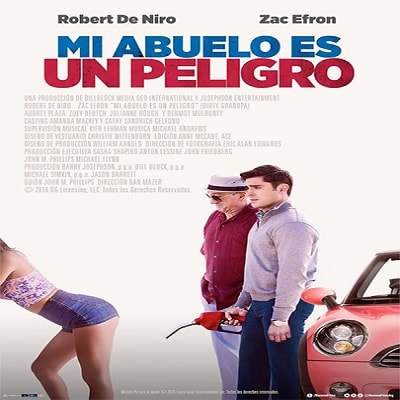 Robert De Niro Zac Efron
MI ABUELO ES
UN PELIGRO
UNA PRODUCCIÓN DE BILLBLOCK MEDIA QED INTERNATIONAL E JOSEPHSON ENTERTAINMENT
ROBERT DE NIRO · ZAC EFRON "MI ABUELO ES UN PELIGRO" (DIRTY GRANDPA)
AUBREY PLAZA ZOEY DEUTCH JULIANNE HOUGH Y DERMOT MULRONEY
CASTING AMANDA MACKEY Y CATHY SANDRICH GELFOND
SUPERVISIÓN MUSICAL KIER LEHMAN MÚSICA MICHAEL ANDREWS
DISEÑO DE VESTUARIO CHRISTIE WITTENBORN EDICIÓN ANNE MCCABE, ACE
DISEÑO DE PRODUCCIÓN WILLIAM ARNOLD DIRECCIÓN DE FOTOGRAFÍA ERIC ALAN EDWARDS
PRODUCCIÓN EJECUTIVA SASHA SHAPIRO ANTON LESSINE JOHN FRIEDBERG
JOHN M. PHILLIPS MICHAEL FLYNN
PRODUCCIÓN BARRY JOSEPHSON, p.g.a. BILL BLOCK, p.g.a.
MICHAEL SIMKIN, p.g.a. JASON BARRETT
GUIÓN JOHN M. PHILLIPS DIRECCIÓN DAN MAZER
© 2016 DG Licensing, LLC. Todos los Derechos Reservados.